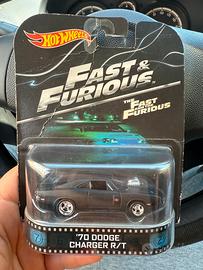 Hot Wheels
FAST &
FURIOUS
THE FAST
AND THE
FURIOUS
'70 DODGE
CHARGER R/T